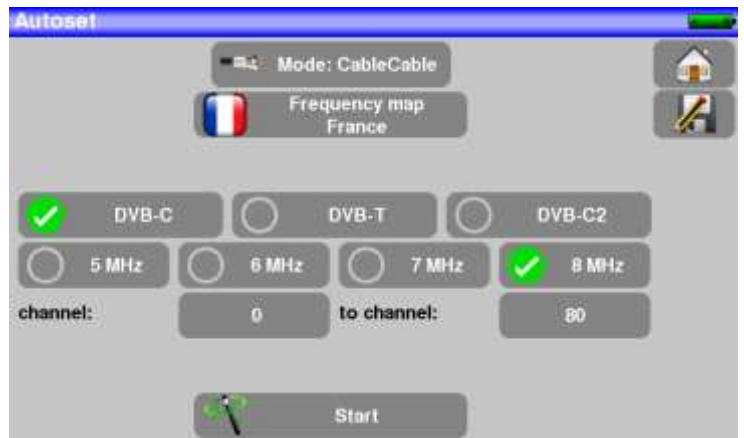 Autoset
Mode: CableCable
Frequency map
France
DVB-C DVB-T DVB-C2
5 MHz 6 MHz 7 MHz 8 MHz
channel: 0 to channel: 80
Start